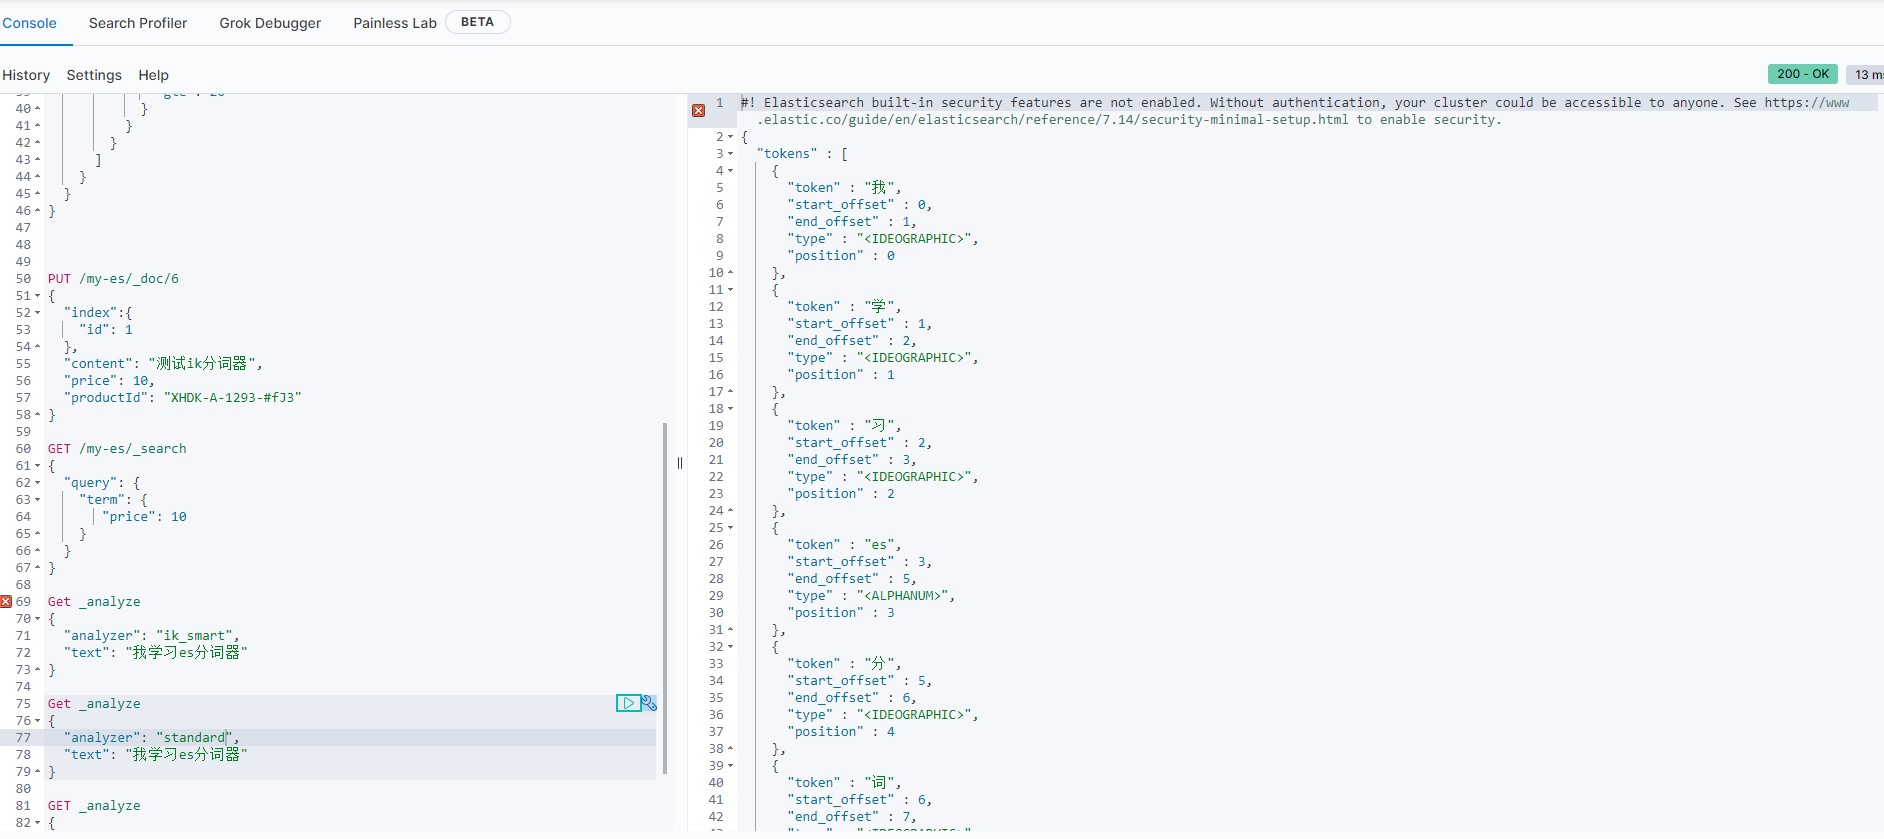 Console Search Profiler Grok Debugger Painless Lab BETA
History Settings Help
200 - OK
40 }
41 }
42 }
43 ]
44 }
45 }
46 }
47
48
49
50 PUT /my-es/_doc/6
51 {
52 "index":{
53 "id": 1
54 },
55 "content": "测试ik分词器",
56 "price": 10,
57 "productId": "XHDK-A-1293-#fJ3"
58 }
59
60 GET /my-es/_search
61 {
62 "query": {
63 "term": {
64 "price": 10
65 }
66 }
67 }
68
69 Get _analyze
70 {
71 "analyzer": "ik_smart",
72 "text": "我学习es分词器"
73 }
74
75 Get _analyze
76 {
77 "analyzer": "standard",
78 "text": "我学习es分词器"
79 }
80
81 GET _analyze
82 {
1 #! Elasticsearch built-in security features are not enabled. Without authentication, your cluster could be accessible to anyone. See https://www
.elastic.co/guide/en/elasticsearch/reference/7.14/security-minimal-setup.html to enable security.
2 {
3 "tokens" : [
4 {
5 "token" : "我",
6 "start_offset" : 0,
7 "end_offset" : 1,
8 "type" : "<IDEOGRAPHIC>",
9 "position" : 0
10 },
11 {
12 "token" : "学",
13 "start_offset" : 1,
14 "end_offset" : 2,
15 "type" : "<IDEOGRAPHIC>",
16 "position" : 1
17 },
18 {
19 "token" : "习",
20 "start_offset" : 2,
21 "end_offset" : 3,
22 "type" : "<IDEOGRAPHIC>",
23 "position" : 2
24 },
25 {
26 "token" : "es",
27 "start_offset" : 3,
28 "end_offset" : 5,
29 "type" : "<ALPHANUM>",
30 "position" : 3
31 },
32 {
33 "token" : "分",
34 "start_offset" : 5,
35 "end_offset" : 6,
36 "type" : "<IDEOGRAPHIC>",
37 "position" : 4
38 },
39 {
40 "token" : "词",
41 "start_offset" : 6,
42 "end_offset" : 7,